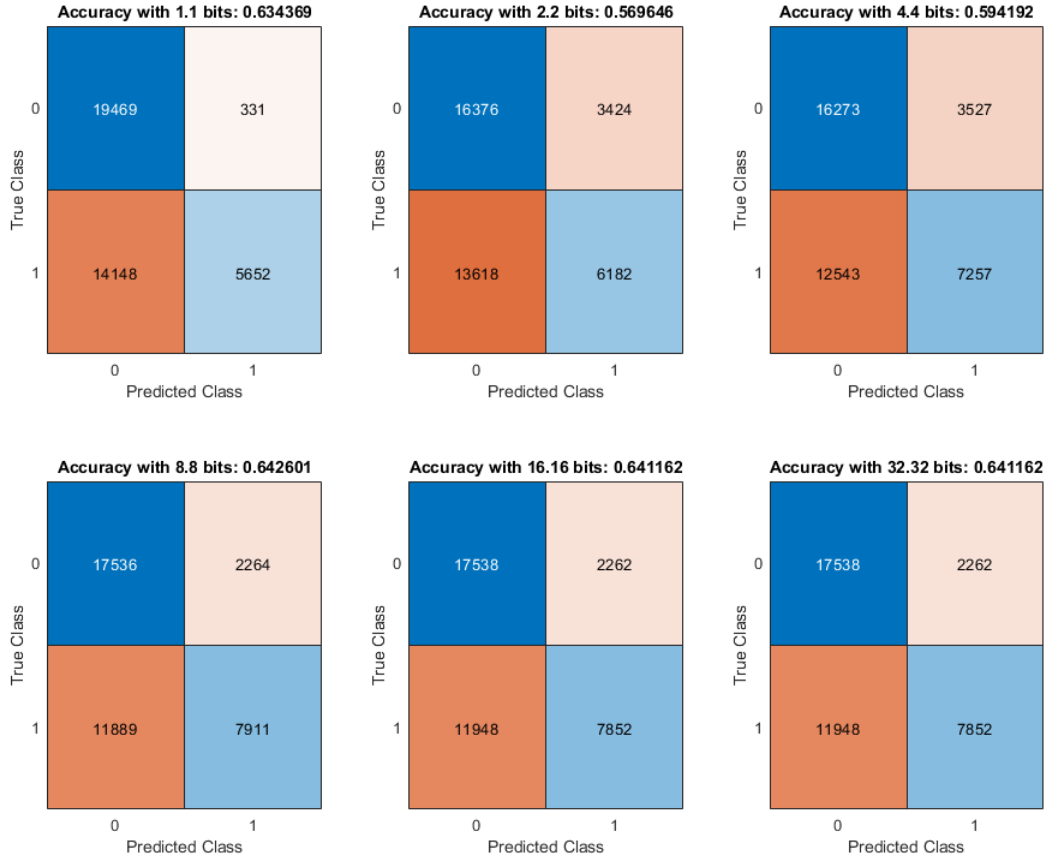 Accuracy with 1.1 bits: 0.634369
True Class
0
19469
331
1
14148
5652
0
1
Predicted Class
Accuracy with 2.2 bits: 0.569646
True Class
0
16376
3424
1
13618
6182
0
1
Predicted Class
Accuracy with 4.4 bits: 0.594192
True Class
0
16273
3527
1
12543
7257
0
1
Predicted Class
Accuracy with 8.8 bits: 0.642601
True Class
0
17536
2264
1
11889
7911
0
1
Predicted Class
Accuracy with 16.16 bits: 0.641162
True Class
0
17538
2262
1
11948
7852
0
1
Predicted Class
Accuracy with 32.32 bits: 0.641162
True Class
0
17538
2262
1
11948
7852
0
1
Predicted Class